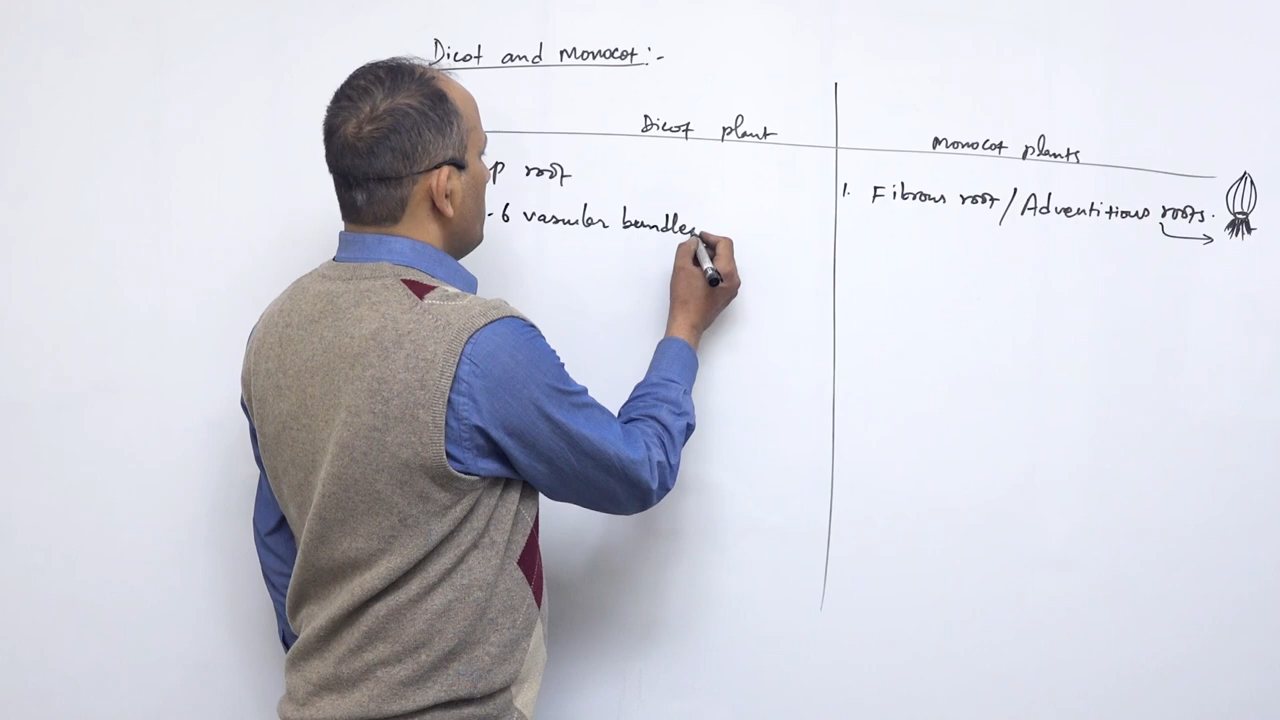 Dicot and Monocot:-
Dicot plant
p root
-6 vascular bundles
Monocot plants
1. Fibrous root/Adventitious roots.